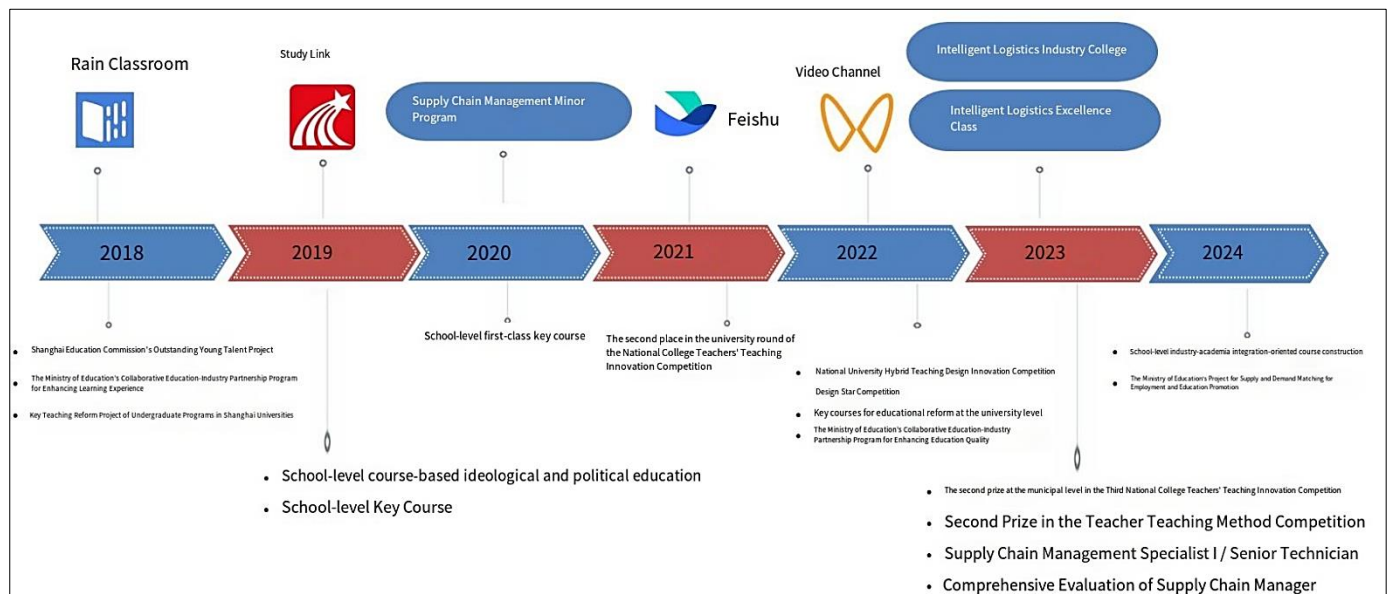 Rain Classroom
Study Link
Supply Chain Management Minor
Program
Feishu
Video Channel
Intelligent Logistics Industry College
Intelligent Logistics Excellence
Class
2018
2019
2020
2021
2022
2023
2024
Shanghai Education Commission's Outstanding Young Talent Project
The Ministry of Education's Collaborative Education-Industry Partnership Program
for Enhancing Learning Experience
Key Teaching Reform Project of Undergraduate Programs in Shanghai Universities
School-level course-based ideological and political education
School-level Key Course
School-level first-class key course
The second place in the university round of
the National College Teachers' Teaching
Innovation Competition
National University Hybrid Teaching Design Innovation Competition
Design Star Competition
Key courses for educational reform at the university level
The Ministry of Education's Collaborative Education-Industry
Partnership Program for Enhancing Education Quality
The second prize at the municipal level in the Third National College Teachers' Teaching Innovation Competition
Second Prize in the Teacher Teaching Method Competition
Supply Chain Management Specialist I / Senior Technician
Comprehensive Evaluation of Supply Chain Manager
School-level industry-academia integration-oriented course construction
The Ministry of Education's Project for Supply and Demand Matching for
Employment and Education Promotion